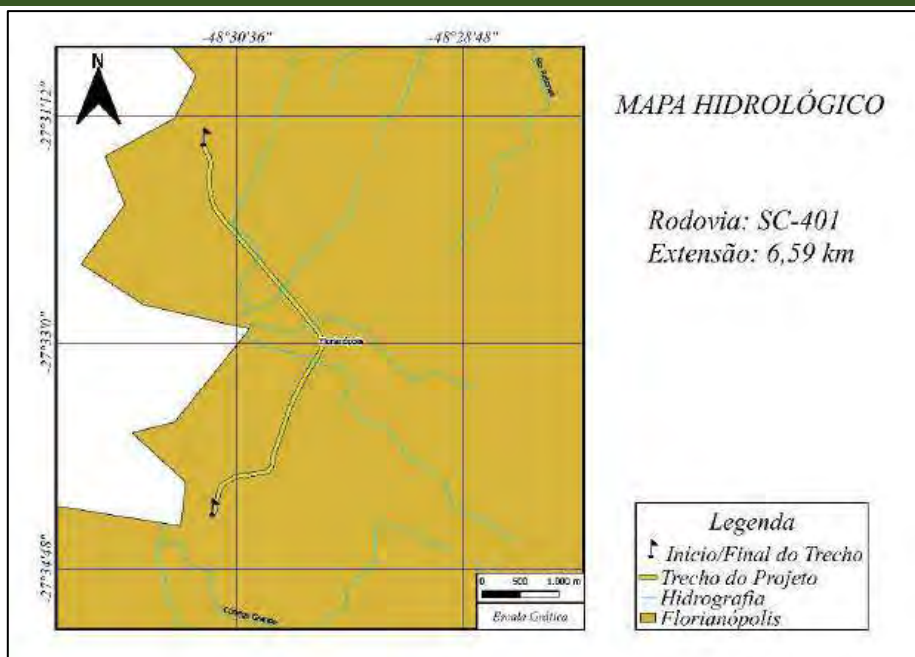 -48°30'36"
-48°28'48"
N
-27°31'12"
-27°33'0"
-27°34'48"
Florianópolis
0 500 1.000 m
Escala Gráfica
MAPA HIDROLÓGICO
Rodovia: SC-401
Extensão: 6,59 km
Legenda
Início/Final do Trecho
Trecho do Projeto
Hidrografia
Florianópolis